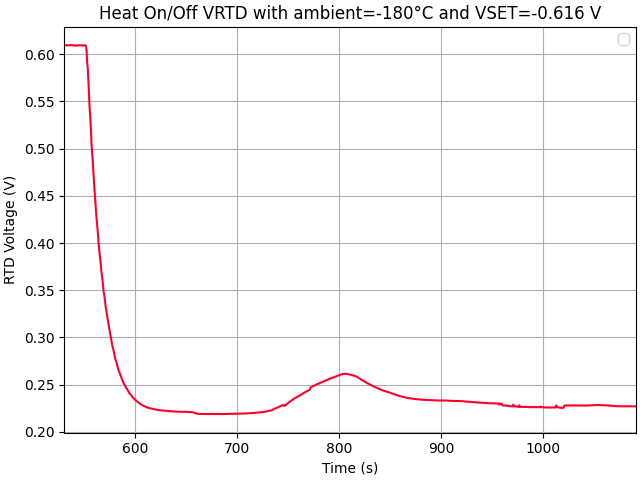 Heat On/Off VRTD with ambient=-180°C and VSET=-0.616 V
0.60
0.55
0.50
0.45
0.40
0.35
0.30
0.25
0.20
RTD Voltage (V)
600 700 800 900 1000
Time (s)